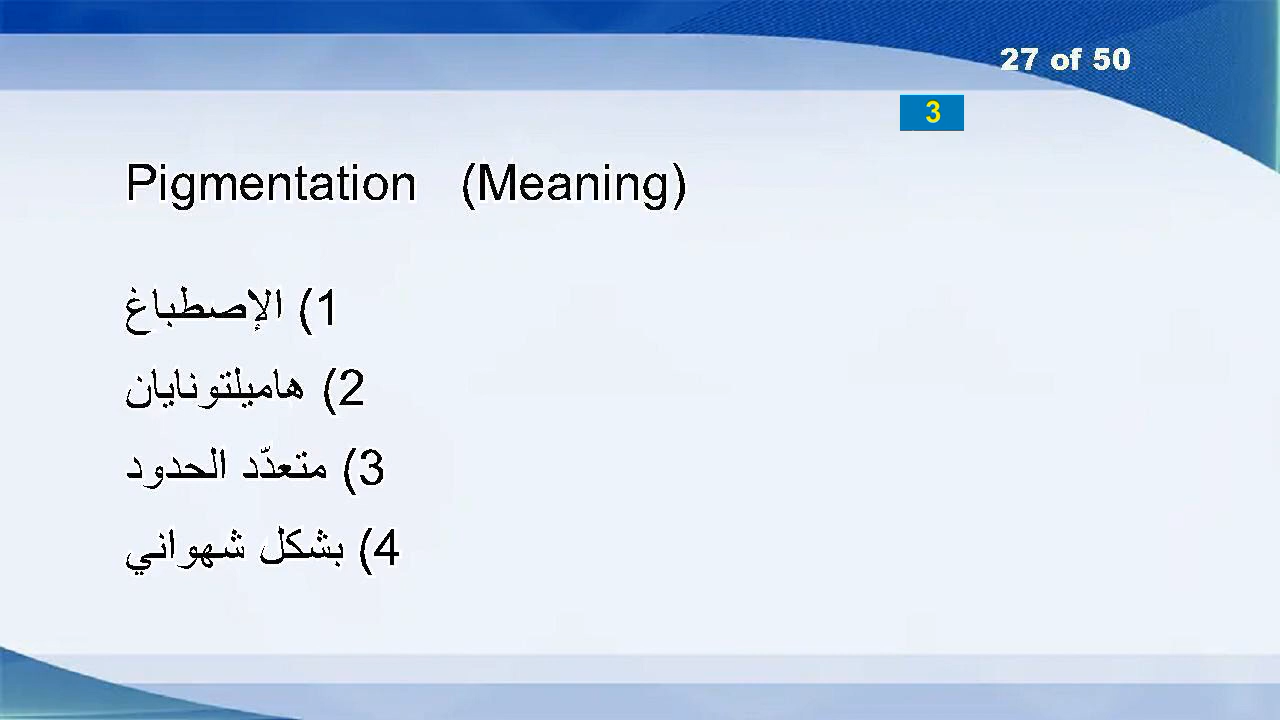 27 of 50
3
Pigmentation (Meaning)
1) الإصطباغ
2) هاميلتونايان
3) متعدّد الحدود
4) بشكل شهواني